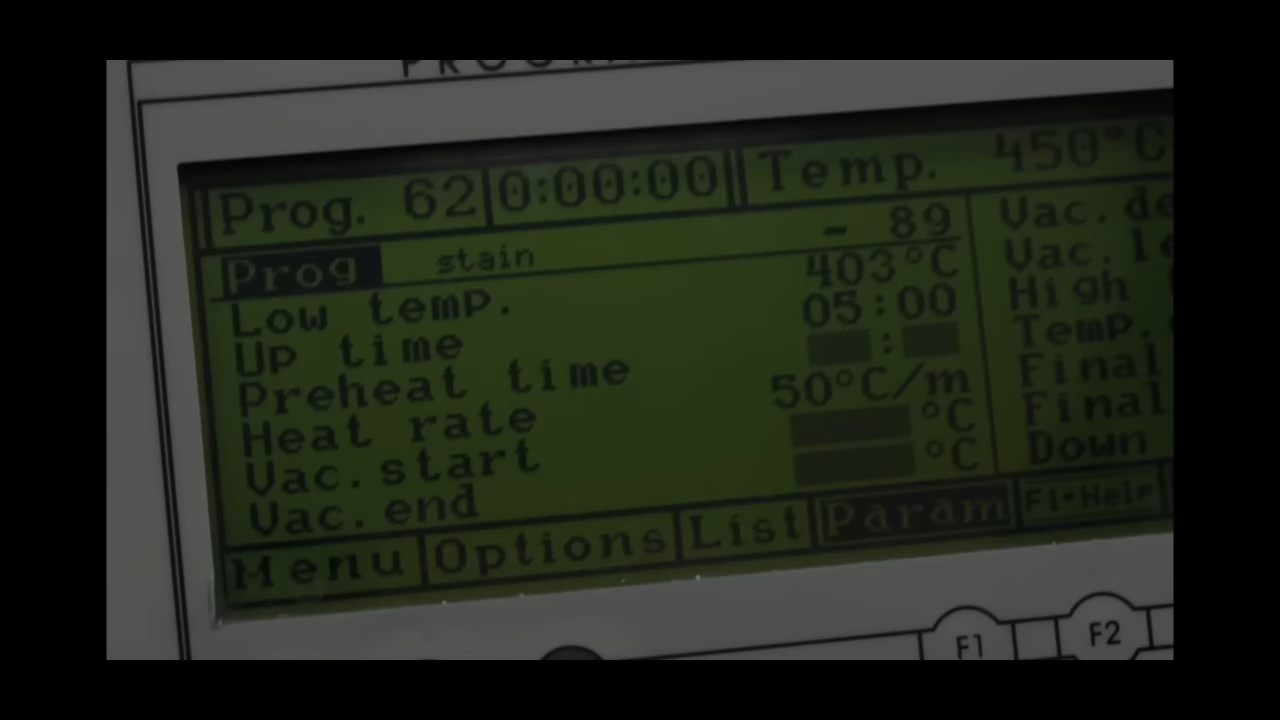 Prog. 62 0:00:00 Temp. 450°C
Prog stain - 89
Low temp. 403°C
Up time 05:00
Preheat time :
Heat rate 50°C/m
Vac.start °C
Vac.end °C
Vac.
Vac.
High
Temp.
Final
Final
Down
Menu Options List Param F1•Help
F1 F2